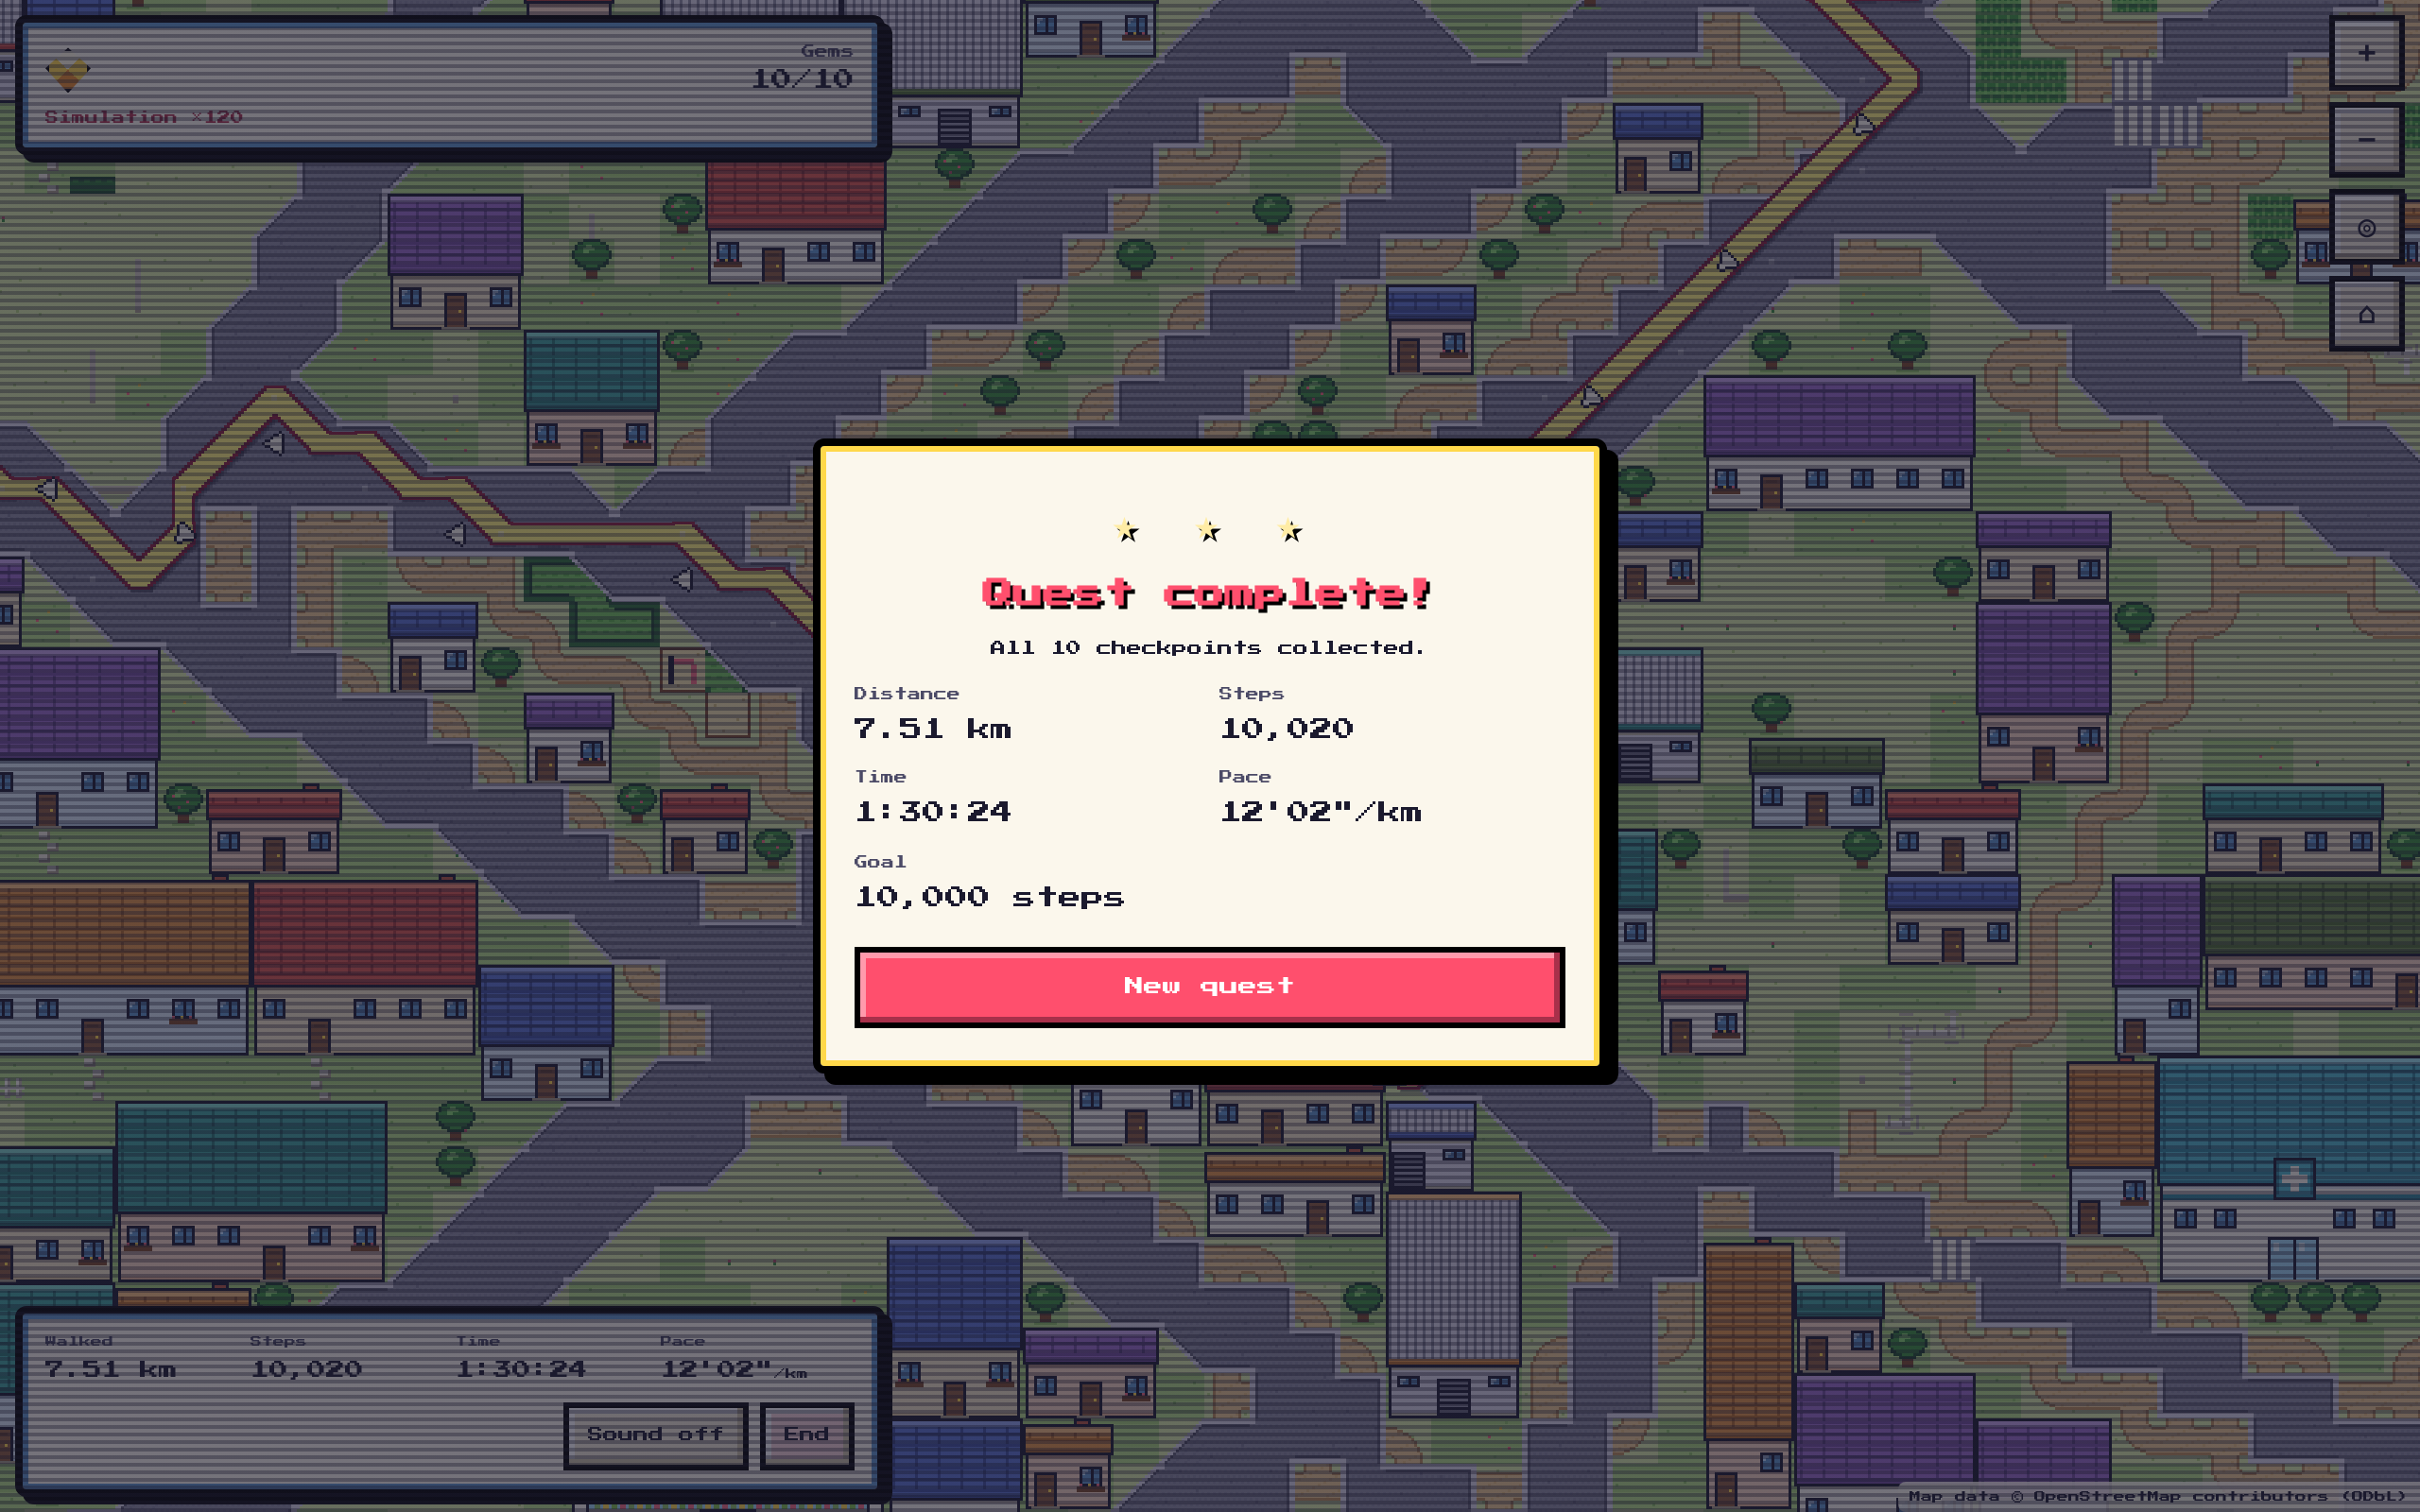 Gems
10/10
Simulation ×120
+
−
Quest complete!
All 10 checkpoints collected.
Distance Steps
7.51 km 10,020
Time Pace
1:30:24 12'02"/km
Goal
10,000 steps
New quest
Walked Steps Time Pace
7.51 km 10,020 1:30:24 12'02"/km
Sound off End
Map data © OpenStreetMap contributors (ODbL)